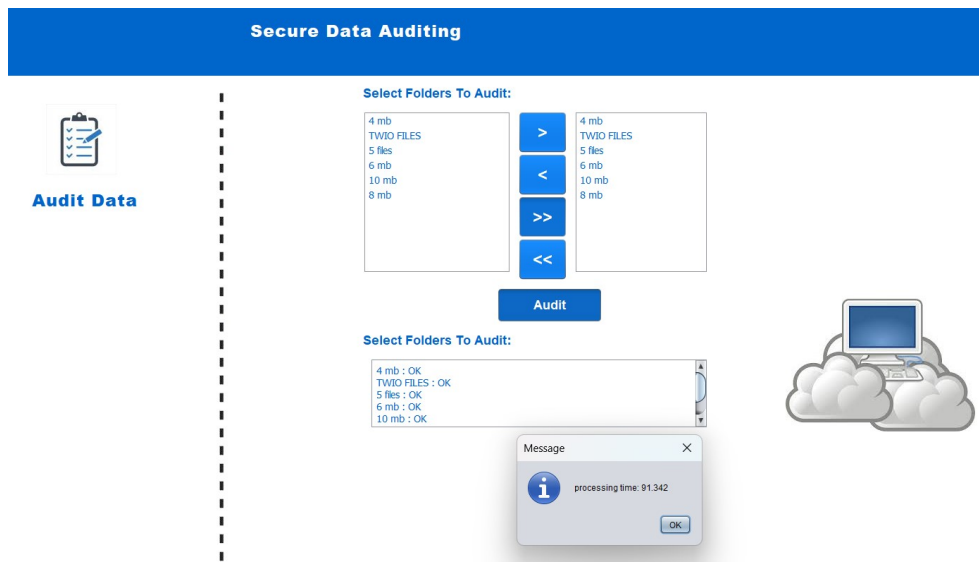 Secure Data Auditing
Audit Data
Select Folders To Audit:
4 mb
TWIO FILES
5 files
6 mb
10 mb
8 mb
>
<
>>
<<
4 mb
TWIO FILES
5 files
6 mb
10 mb
8 mb
Audit
Select Folders To Audit:
4 mb : OK
TWIO FILES : OK
5 files : OK
6 mb : OK
10 mb : OK
Message
processing time: 91.342
OK